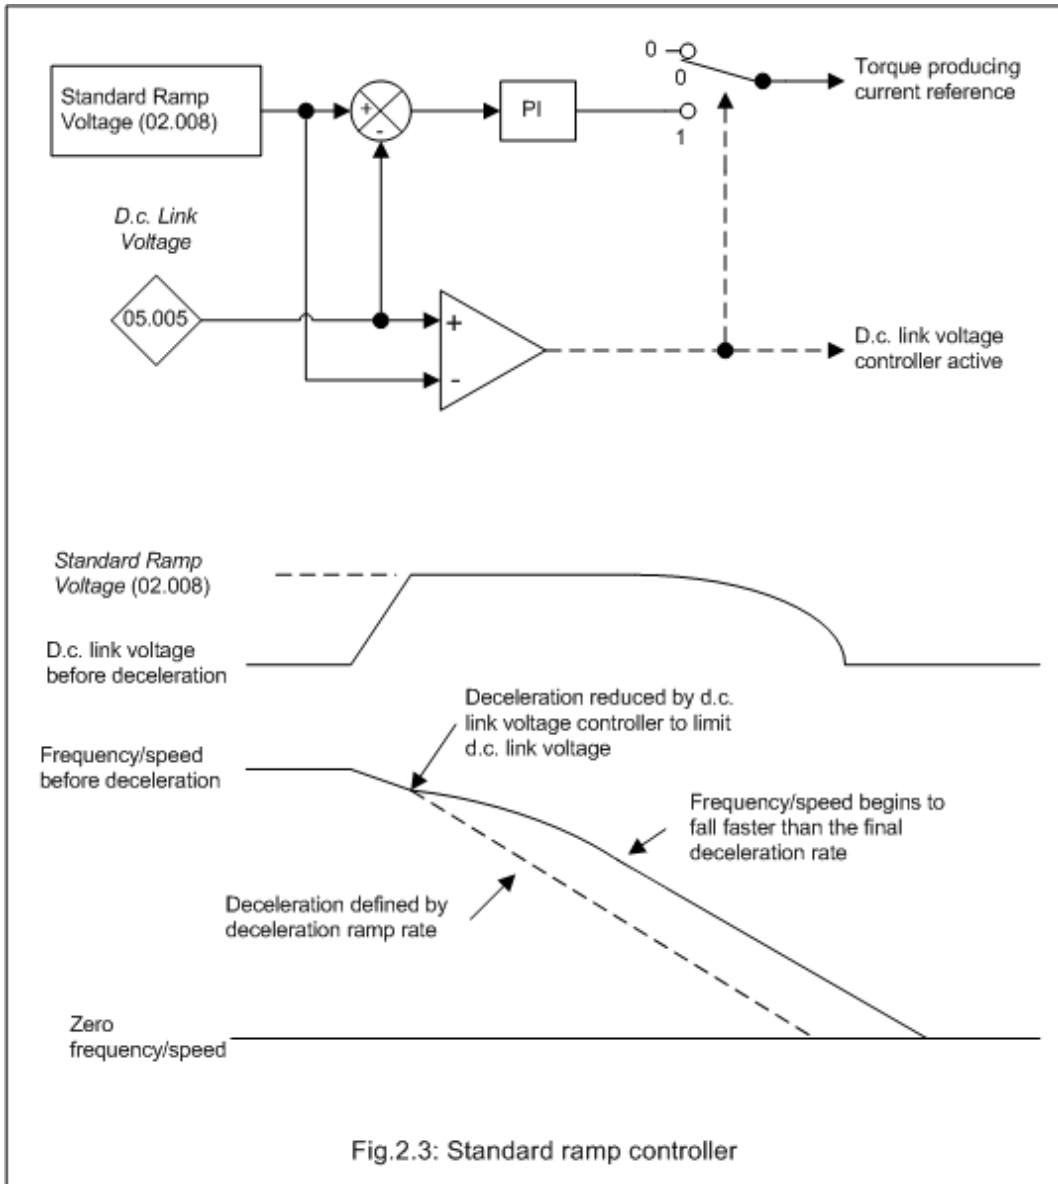 Standard Ramp
Voltage (02.008)
+
-
PI
0
0
1
Torque producing
current reference
D.c. Link
Voltage
05.005
+
-
D.c. link voltage
controller active
Standard Ramp
Voltage (02.008)
D.c. link voltage
before deceleration
Deceleration reduced by d.c.
link voltage controller to limit
d.c. link voltage
Frequency/speed
before deceleration
Frequency/speed begins to
fall faster than the final
deceleration rate
Deceleration defined by
deceleration ramp rate
Zero
frequency/speed
Fig.2.3: Standard ramp controller